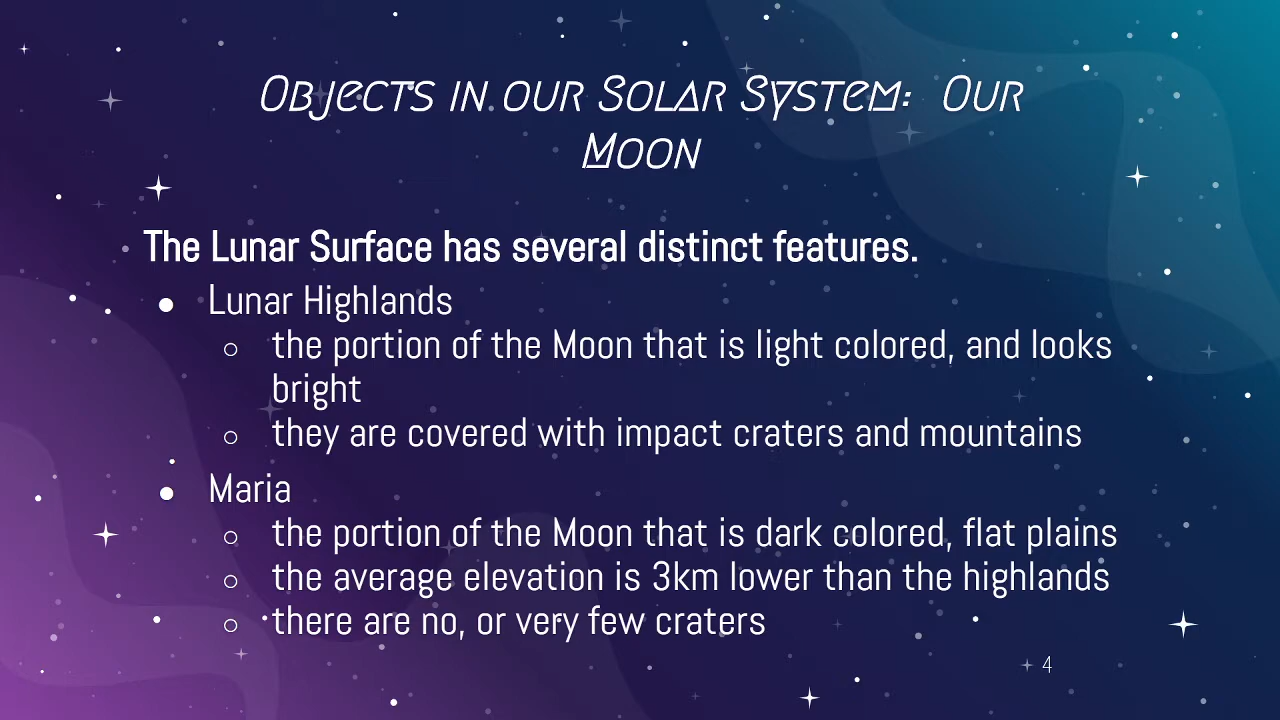 Objects in our Solar System:  Our
Moon
The Lunar Surface has several distinct features.
● Lunar Highlands
○ the portion of the Moon that is light colored, and looks
bright
○ they are covered with impact craters and mountains
● Maria
○ the portion of the Moon that is dark colored, flat plains
○ the average elevation is 3km lower than the highlands
○ there are no, or very few craters
4